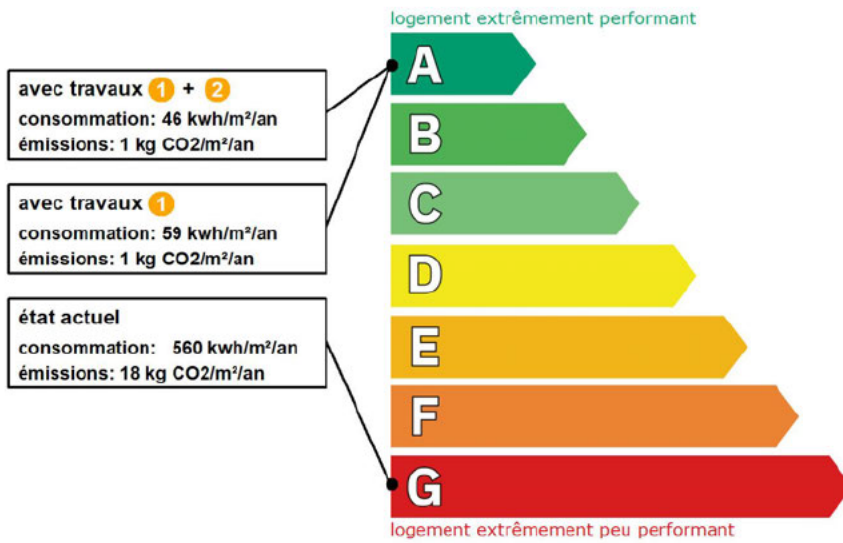 logement extrêmement performant
A
avec travaux 1 + 2
consommation: 46 kwh/m²/an
émissions: 1 kg CO2/m²/an
B
avec travaux 1
consommation: 59 kwh/m²/an
émissions: 1 kg CO2/m²/an
C
D
état actuel
consommation: 560 kwh/m²/an
émissions: 18 kg CO2/m²/an
E
F
G
logement extrêmement peu performant